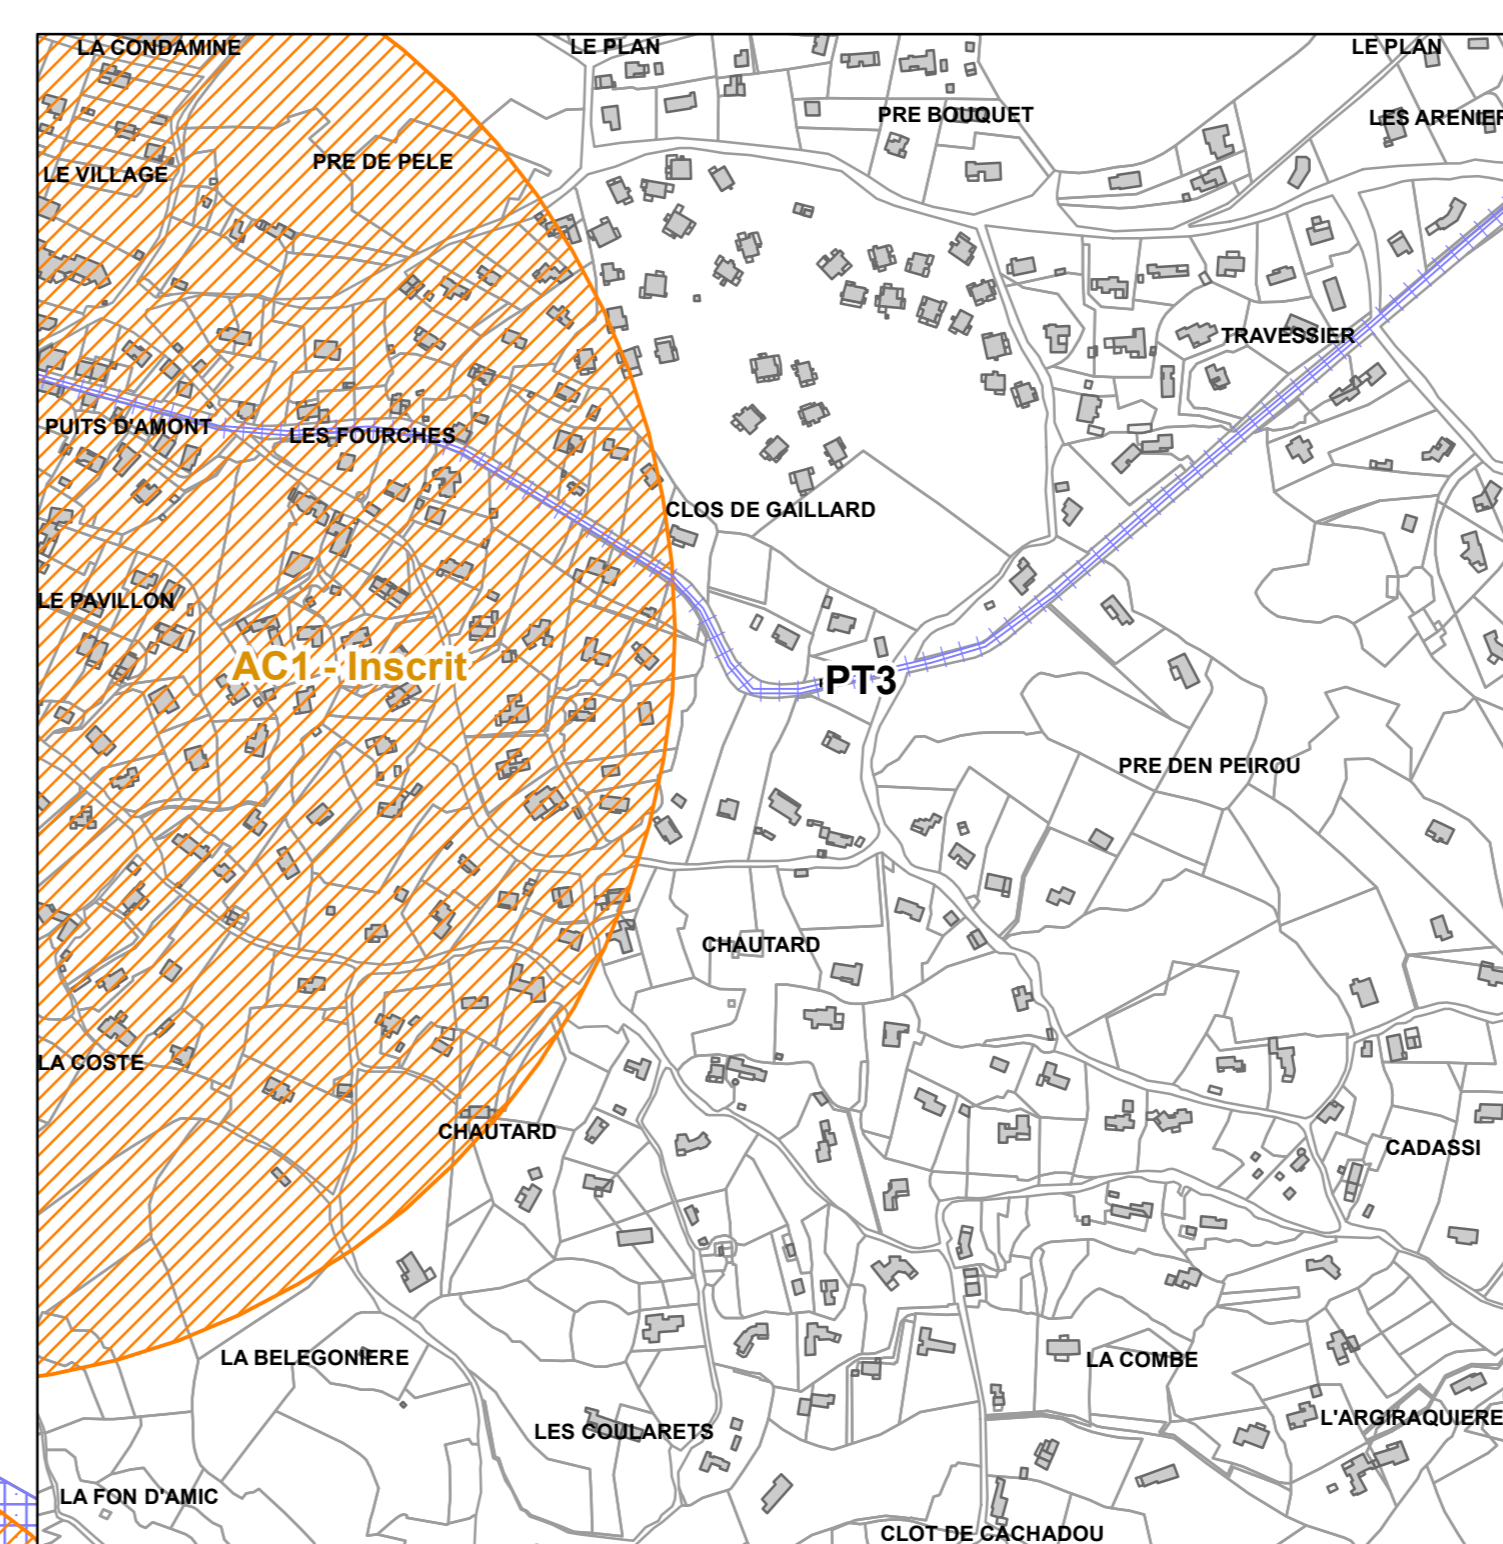 LA CONDAMINE
LE PLAN
LE PLAN
PRE BOUQUET
LES ARENIER
PRE DE PELE
LE VILLAGE
TRAVESSIER
PUITS D'AMONT
LES FOURCHES
CLOS DE GAILLARD
LE PAVILLON
AC1 - Inscrit
PT3
PRE DEN PEIROU
CHAUTARD
LA COSTE
CHAUTARD
CADASSI
LA BELEGONIERE
LA COMBE
L'ARGIRAQUIERE
LES COULARETS
LA FON D'AMIC
CLOT DE CACHADOU